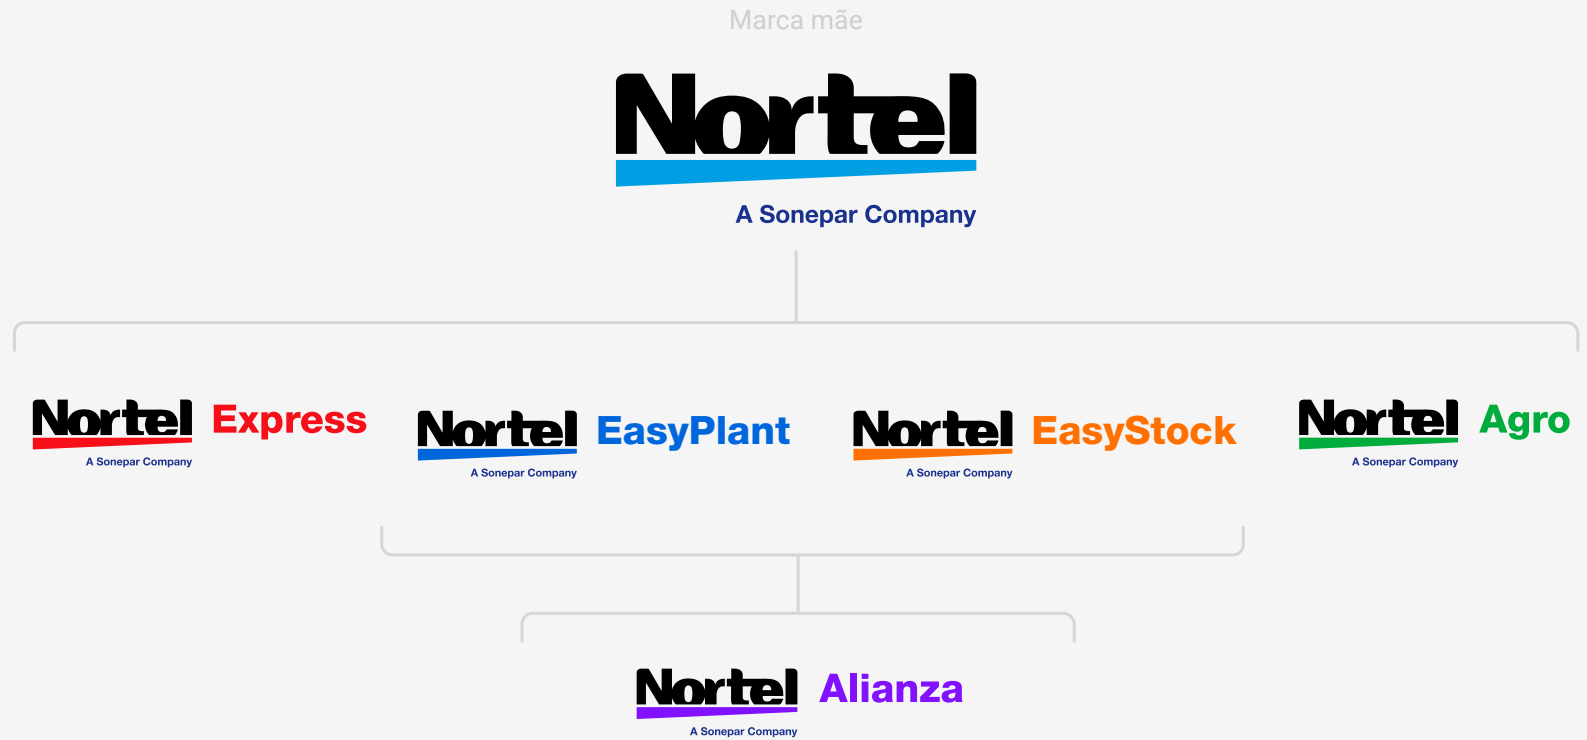 Marca mãe
Nortel
A Sonepar Company
Nortel Express
A Sonepar Company
Nortel EasyPlant
A Sonepar Company
Nortel EasyStock
A Sonepar Company
Nortel Agro
A Sonepar Company
Nortel Alianza
A Sonepar Company